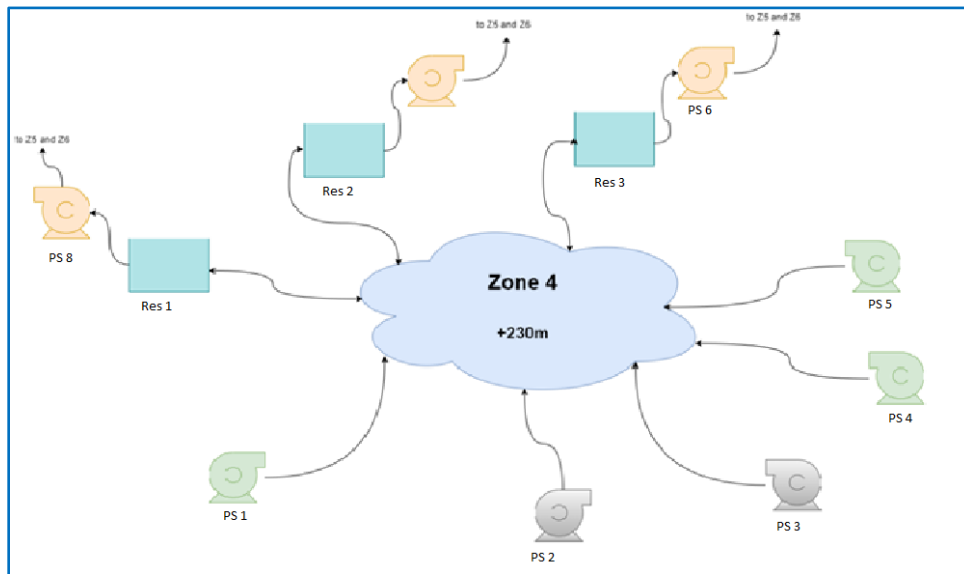 to Z5 and Z6
to Z5 and Z6
PS 6
to Z5 and Z6
Res 2
Res 3
PS 8
Res 1
Zone 4
+230m
PS 5
PS 4
PS 1
PS 3
PS 2